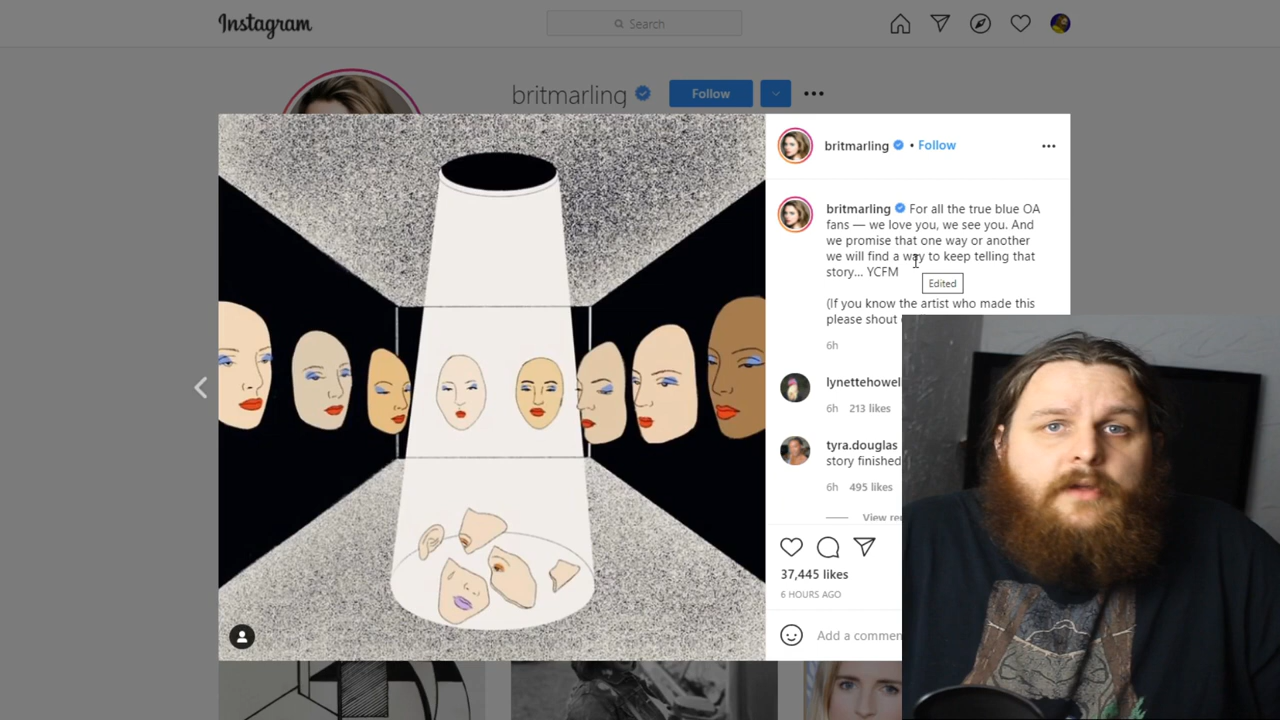 Instagram
Search
britmarling
Follow
britmarling • Follow
britmarling For all the true blue OA
fans — we love you, we see you. And
we promise that one way or another
we will find a way to keep telling that
story... YCFM
Edited
(If you know the artist who made this
please shout
6h
lynettehowel
6h 213 likes
tyra.douglas
story finished
6h 495 likes
View
37,445 likes
6 HOURS AGO
Add a